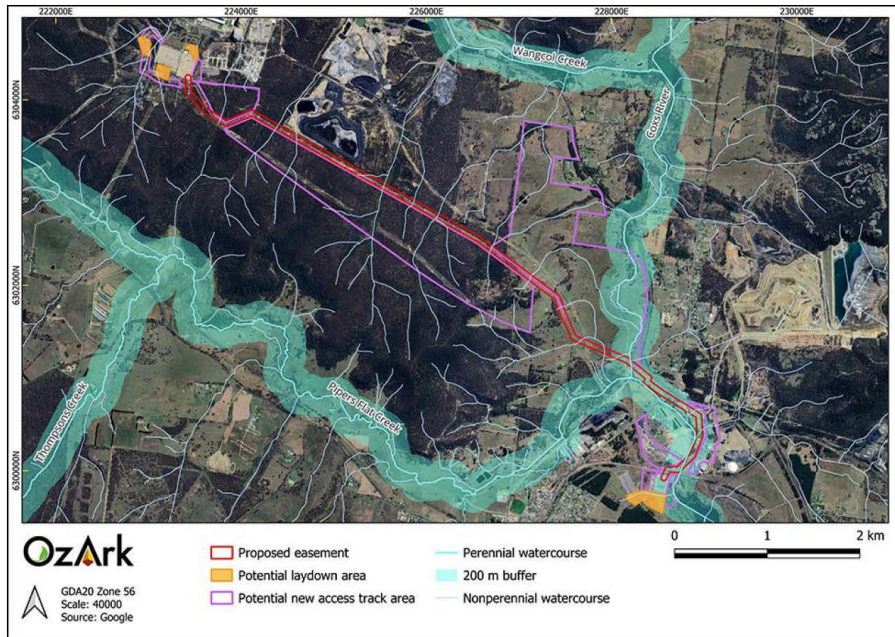 222000E 224000E 226000E 228000E 230000E
Wangcol Creek
6304000N
Coxs River
6302000N
Thompsons Creek
Pipers Flat Creek
6300000N
OzArk
GDA20 Zone 56
Scale: 40000
Source: Google
Proposed easement
Potential laydown area
Potential new access track area
Perennial watercourse
200 m buffer
Nonperennial watercourse
0 1 2 km